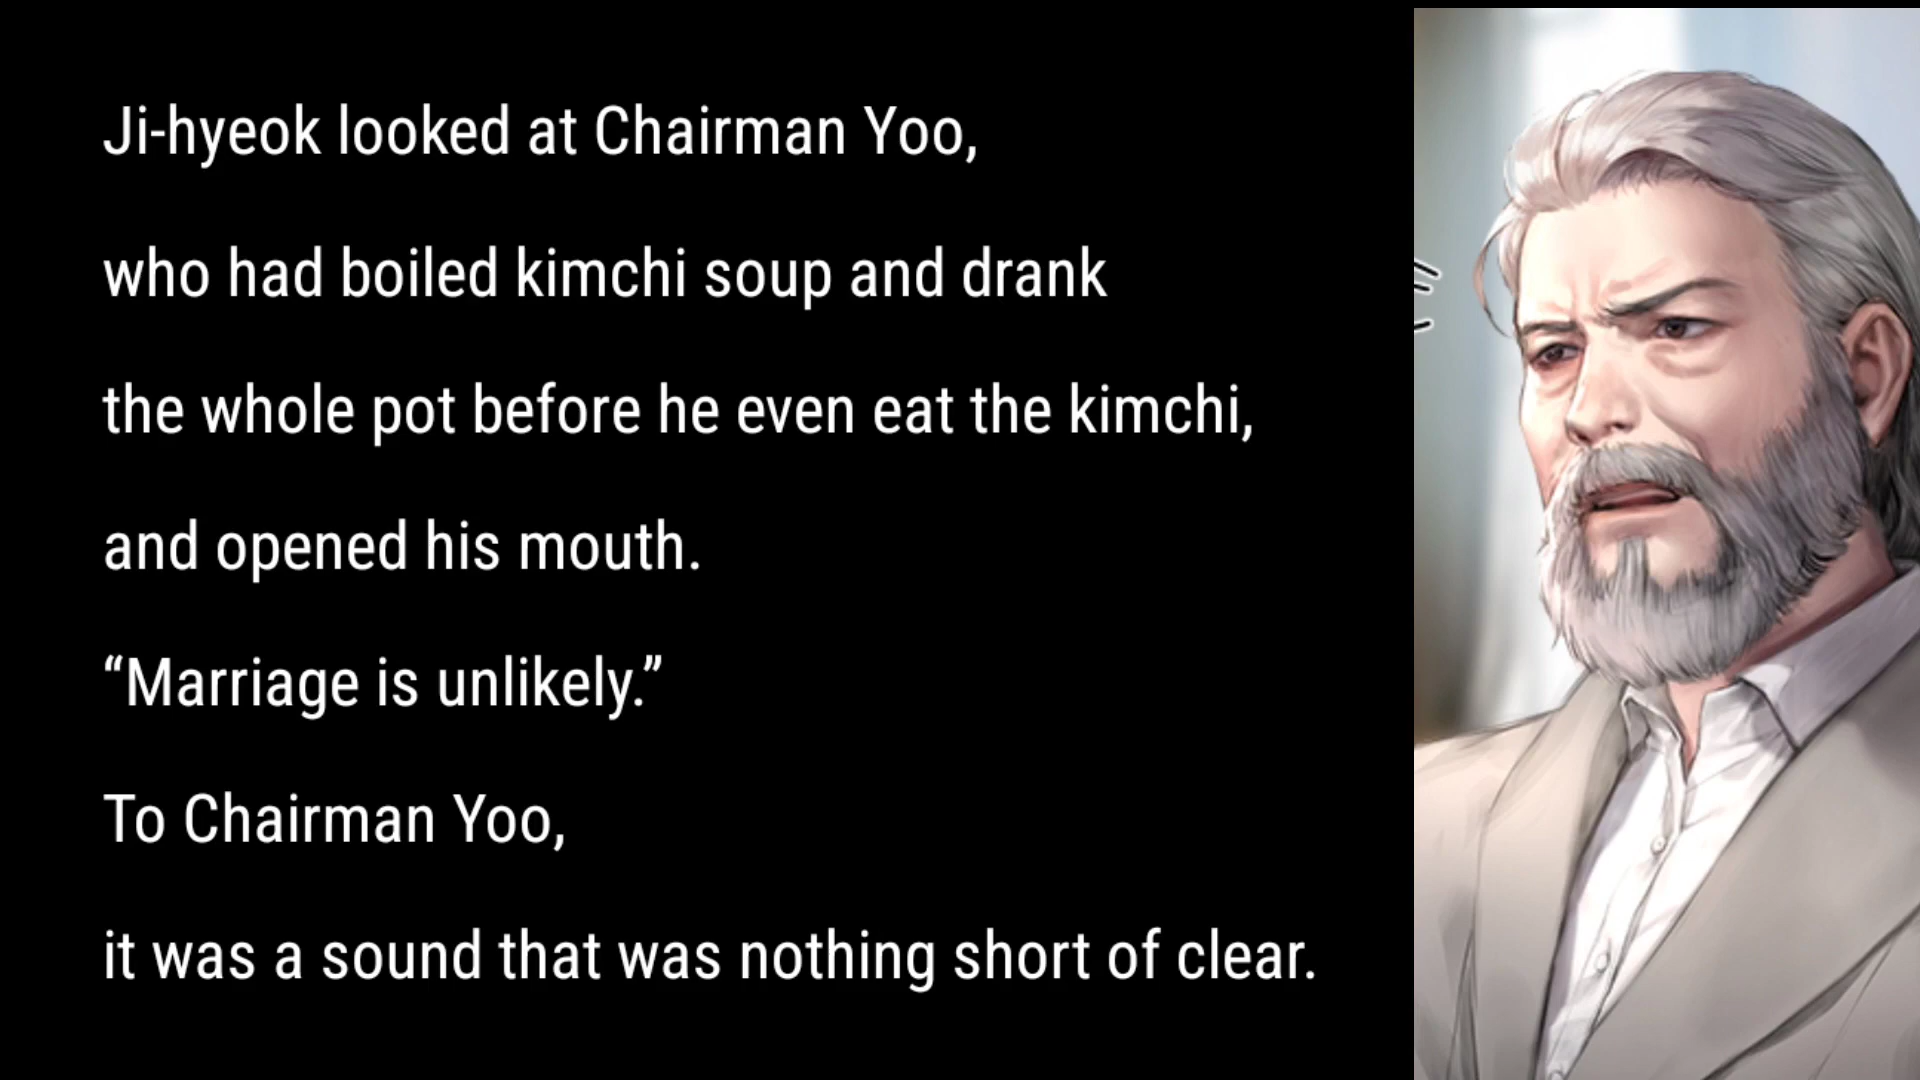 Ji-hyeok looked at Chairman Yoo,
who had boiled kimchi soup and drank
the whole pot before he even eat the kimchi,
and opened his mouth.
“Marriage is unlikely.”
To Chairman Yoo,
it was a sound that was nothing short of clear.